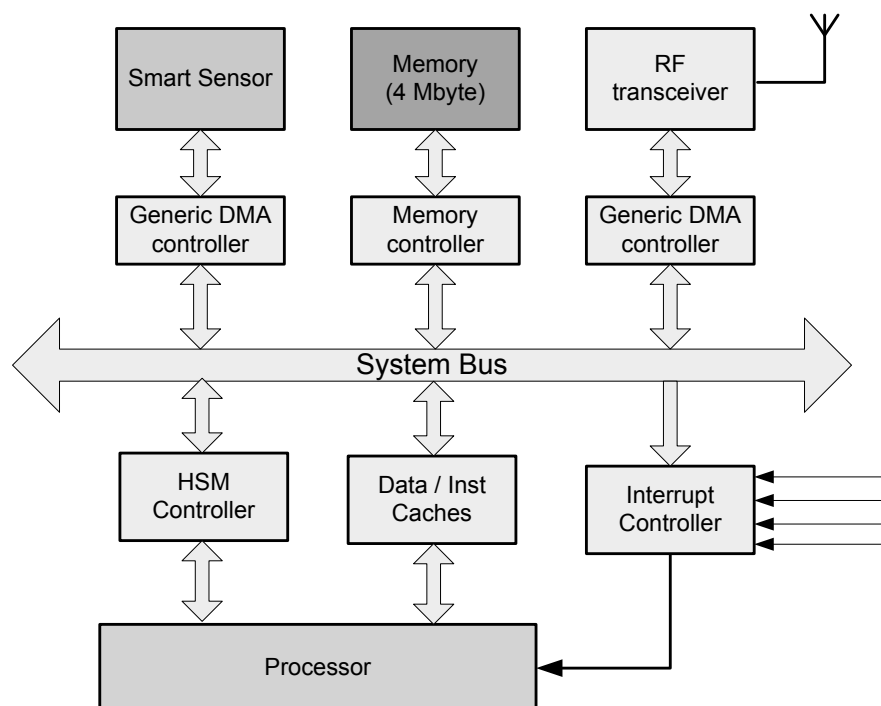 Smart Sensor
Memory
(4 Mbyte)
RF
transceiver
Generic DMA
controller
Memory
controller
Generic DMA
controller
System Bus
HSM
Controller
Data / Inst
Caches
Interrupt
Controller
Processor